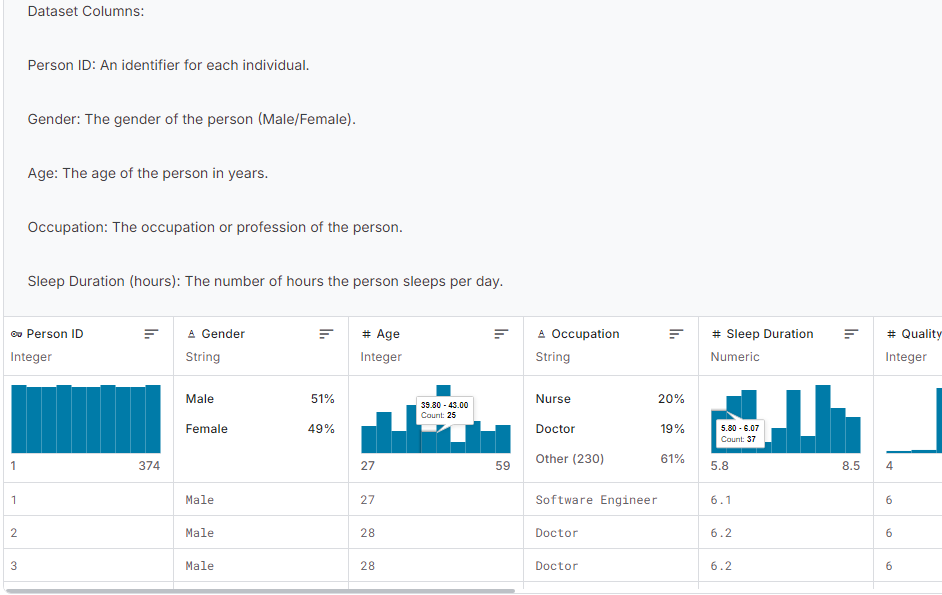 Dataset Columns:
Person ID: An identifier for each individual.
Gender: The gender of the person (Male/Female).
Age: The age of the person in years.
Occupation: The occupation or profession of the person.
Sleep Duration (hours): The number of hours the person sleeps per day.
Person ID Gender # Age Occupation # Sleep Duration # Quality
Integer String Integer String Numeric Integer
Male 51% Nurse 20%
39.80 - 43.00
Count: 25
Female 49% Doctor 19%
5.80 - 6.07
Count: 37
Other (230) 61%
1 374 27 59 5.8 8.5 4
1 Male 27 Software Engineer 6.1 6
2 Male 28 Doctor 6.2 6
3 Male 28 Doctor 6.2 6